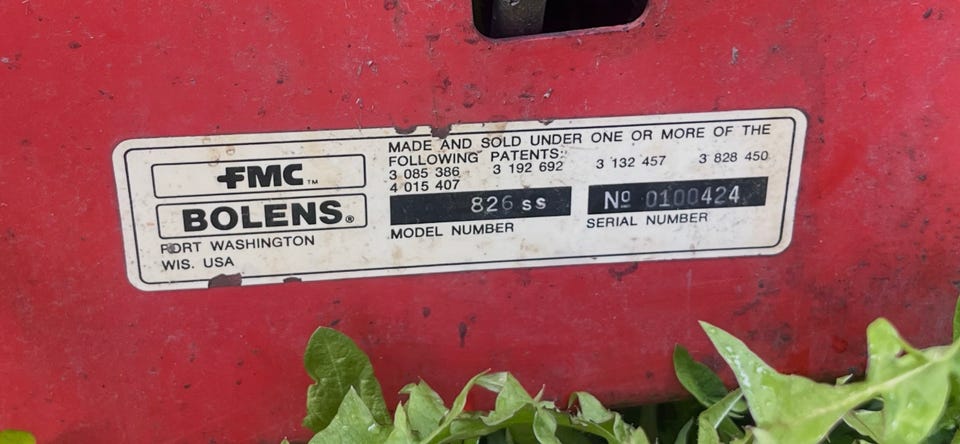 FMC™
BOLENS®
PORT WASHINGTON
WIS. USA
MADE AND SOLD UNDER ONE OR MORE OF THE
FOLLOWING PATENTS:
3 085 386 3 192 692 3 132 457 3 828 450
4 015 407
826 SS
MODEL NUMBER
Nº 0100424
SERIAL NUMBER